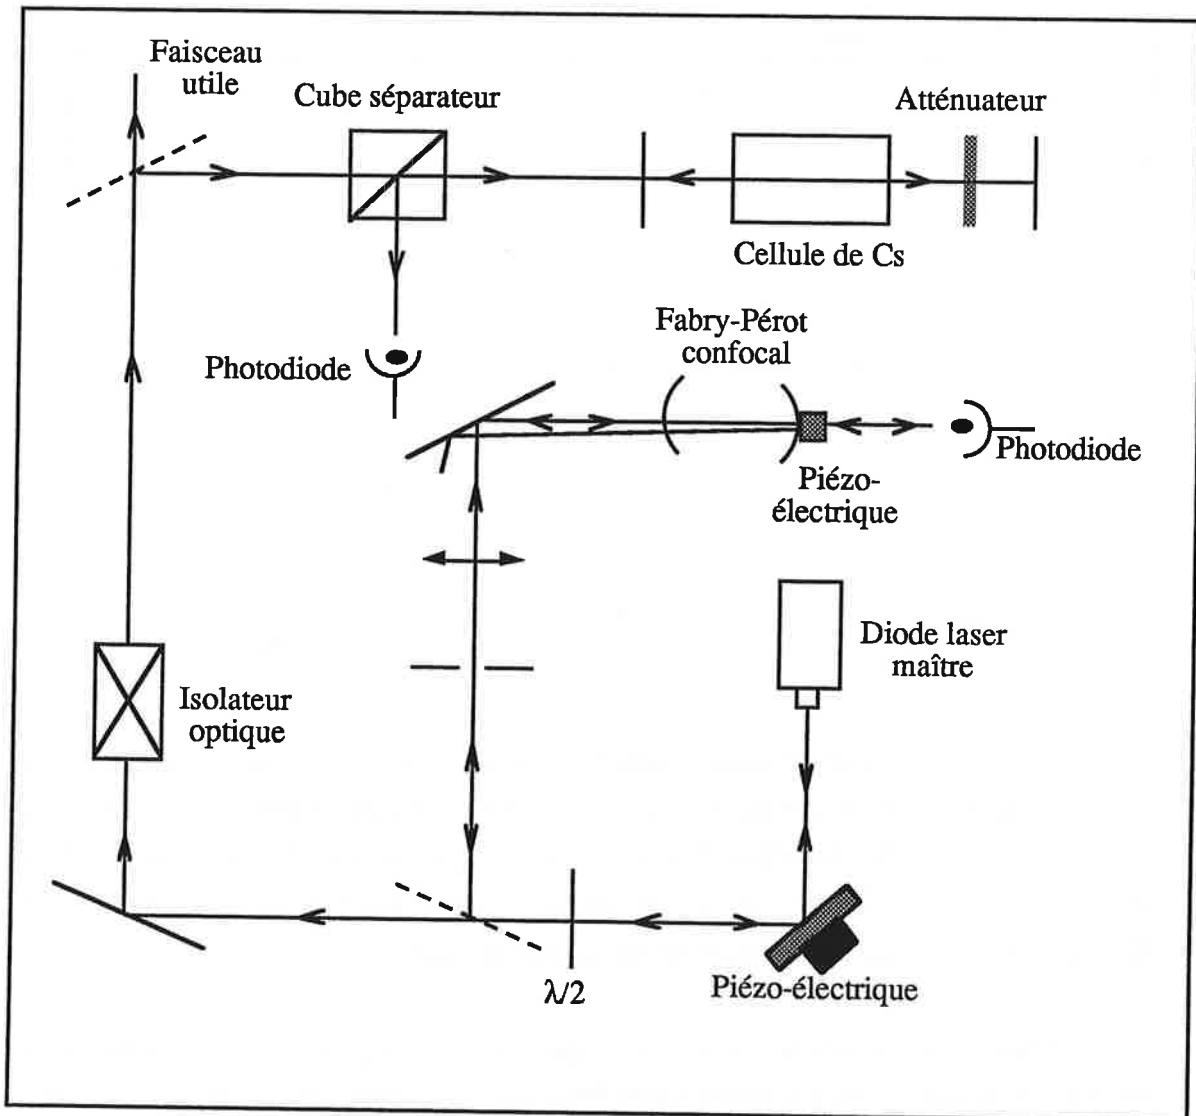 Faisceau
utile
Cube séparateur
Atténuateur
Cellule de Cs
Fabry-Pérot
confocal
Photodiode
Photodiode
Piézo-
électrique
Diode laser
maître
Isolateur
optique
λ/2
Piézo-électrique